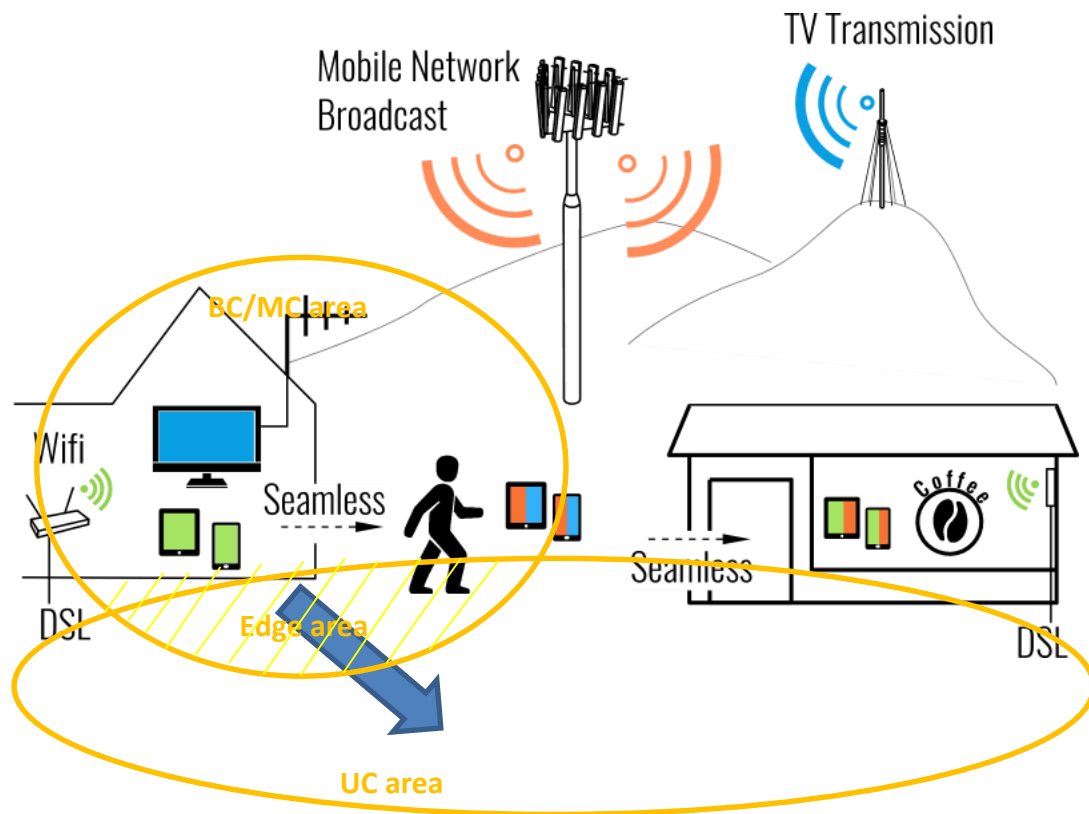 TV Transmission
Mobile Network
Broadcast
BC/MC area
Wifi
Seamless
Coffee
Seamless
DSL
Edge area
DSL
UC area